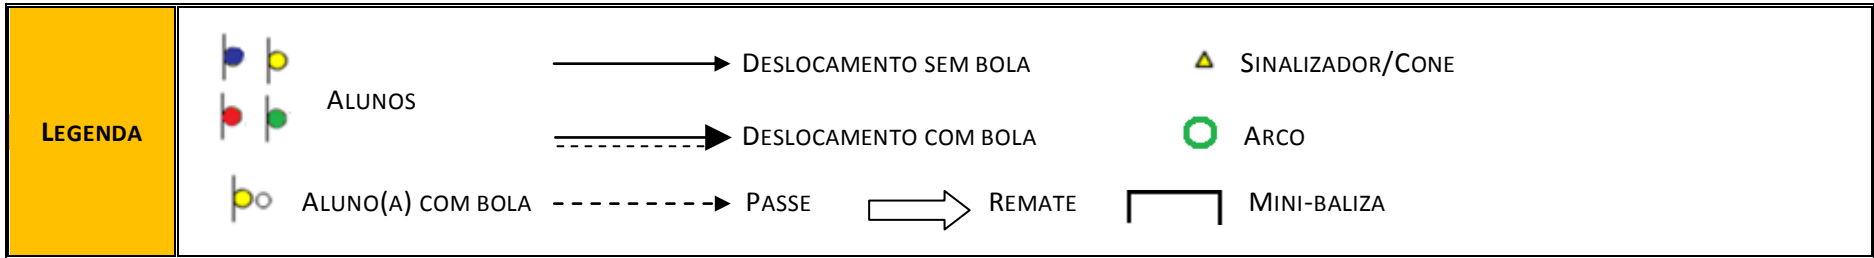 LEGENDA
ALUNOS
ALUNO(A) COM BOLA
DESLOCAMENTO SEM BOLA
DESLOCAMENTO COM BOLA
PASSE
REMATE
SINALIZADOR/CONE
ARCO
MINI-BALIZA